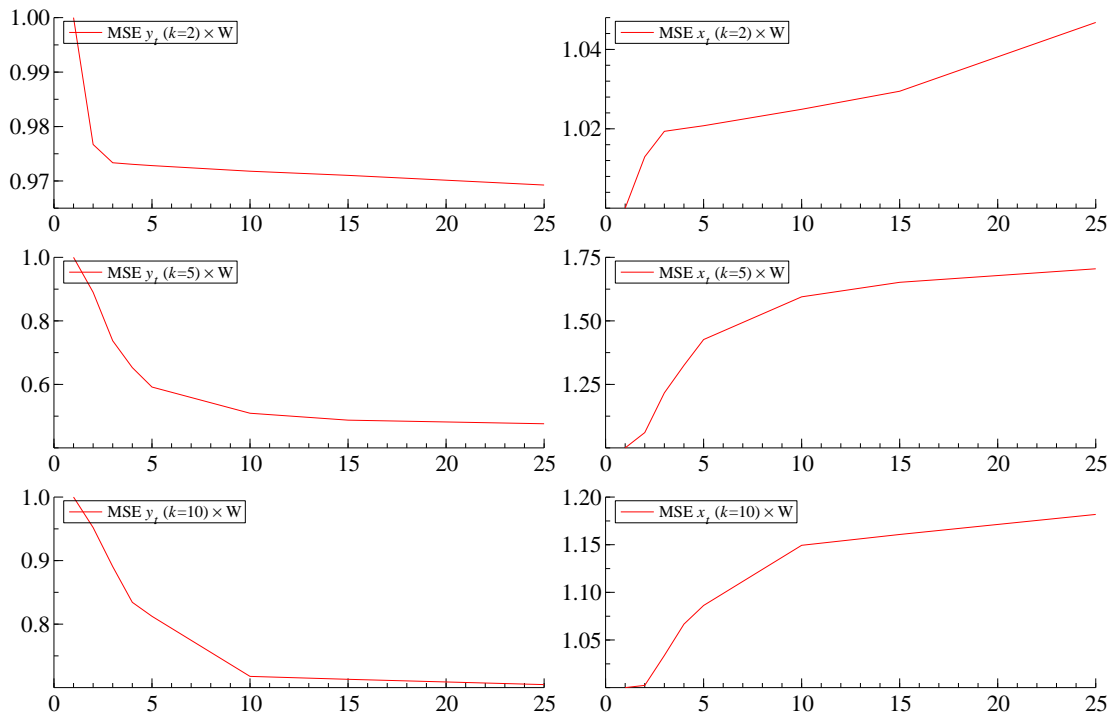 1.00
MSE y_t (k=2) × W
0.99
0.98
0.97
0 5 10 15 20 25
MSE x_t (k=2) × W
1.04
1.02
0 5 10 15 20 25
1.0
MSE y_t (k=5) × W
0.8
0.6
0 5 10 15 20 25
1.75
MSE x_t (k=5) × W
1.50
1.25
0 5 10 15 20 25
1.0
MSE y_t (k=10) × W
0.9
0.8
0 5 10 15 20 25
1.20
MSE x_t (k=10) × W
1.15
1.10
1.05
0 5 10 15 20 25